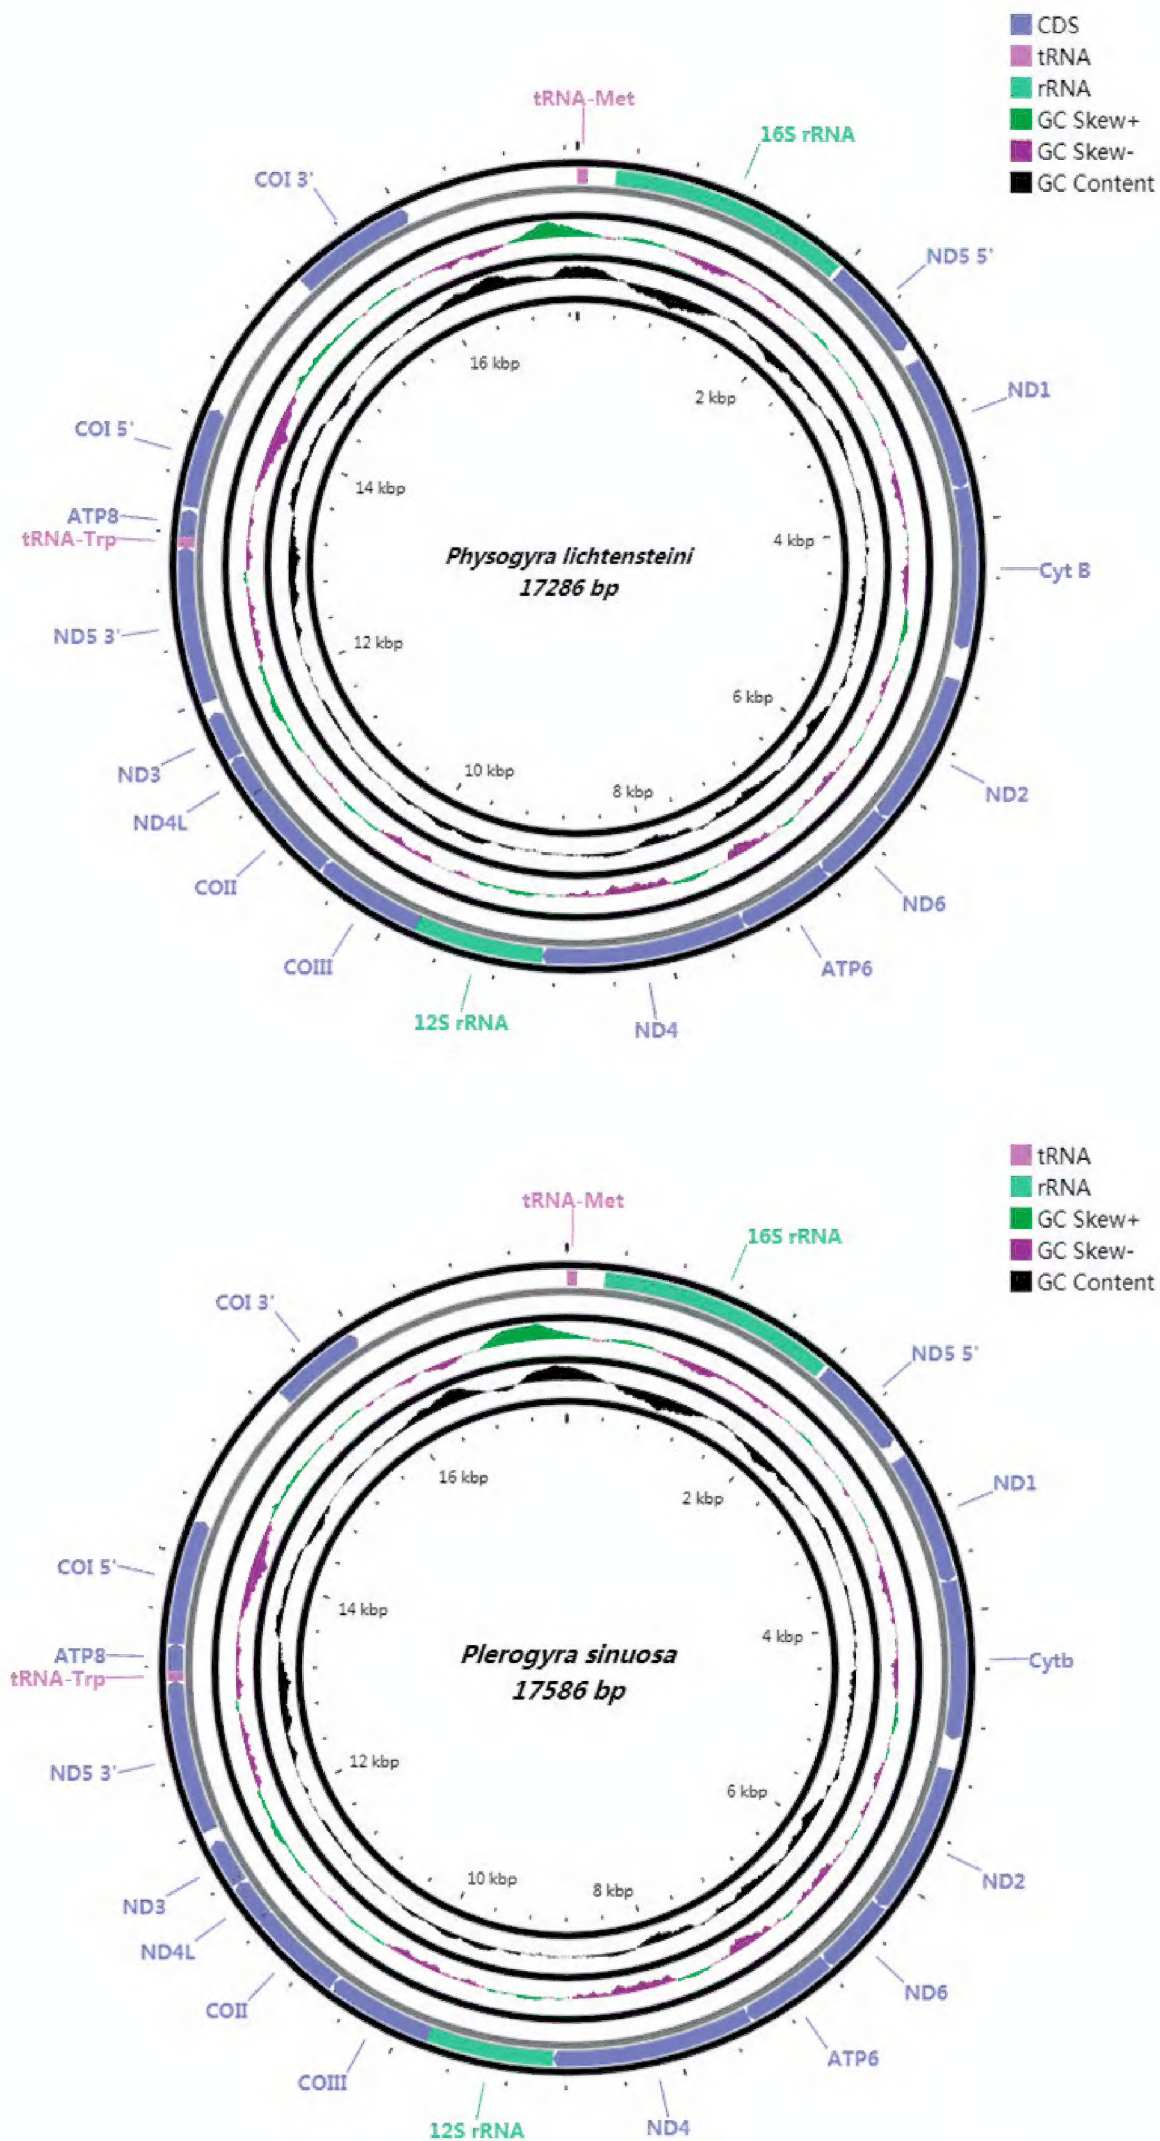 CDS
tRNA
rRNA
GC Skew+
GC Skew-
GC Content
tRNA-Met
16S rRNA
COI 3'
ND5 5'
16 kbp
2 kbp
ND1
COI 5'
14 kbp
ATP8
tRNA-Trp
4 kbp
Physogyra lichtensteini
17286 bp
Cyt B
ND5 3'
12 kbp
6 kbp
ND3
10 kbp
8 kbp
ND2
ND4L
COII
ND6
COIII
ATP6
12S rRNA
ND4
tRNA
rRNA
GC Skew+
GC Skew-
GC Content
tRNA-Met
16S rRNA
COI 3'
ND5 5'
16 kbp
2 kbp
ND1
COI 5'
14 kbp
4 kbp
ATP8
tRNA-Trp
Plerogyra sinuosa
17586 bp
Cytb
ND5 3'
12 kbp
6 kbp
ND3
10 kbp
8 kbp
ND2
ND4L
COII
ND6
COIII
ATP6
12S rRNA
ND4